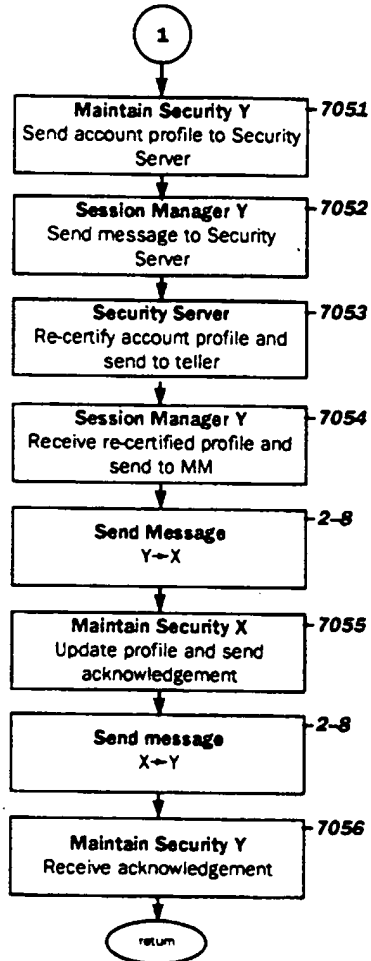 1
Maintain Security Y
7051
Send account profile to Security
Server
Session Manager Y
7052
Send message to Security
Server
Security Server
7053
Re-certify account profile and
send to teller
Session Manager Y
7054
Receive re-certified profile and
send to MM
2-8
Send Message
Y→X
Maintain Security X
7055
Update profile and send
acknowledgement
2-8
Send message
X→Y
7056
Maintain Security Y
Receive acknowledgement
return